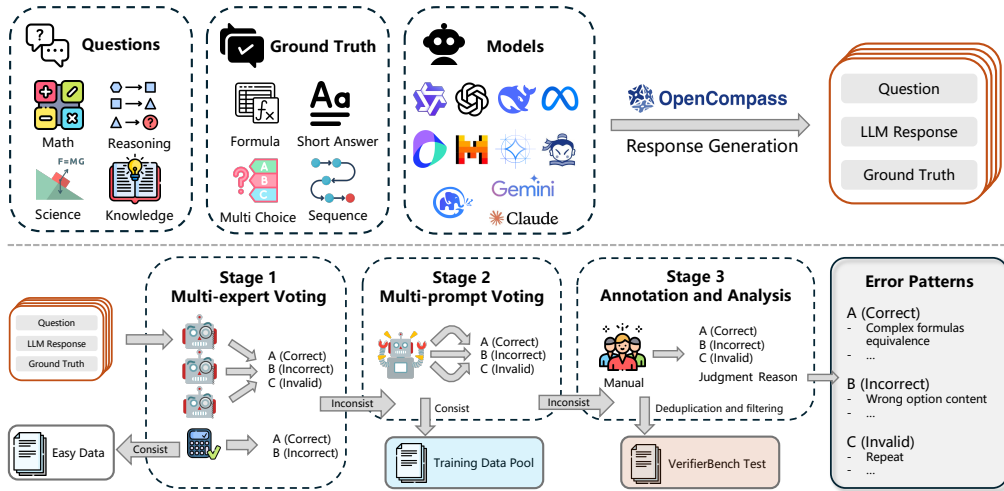 Questions
Math
Reasoning
F=MG
Science
Knowledge
Ground Truth
Formula
Aa
Short Answer
A
B
C
Multi Choice
Sequence
Models
Gemini
Claude
OpenCompass
Response Generation
Question
LLM Response
Ground Truth
Question
LLM Response
Ground Truth
Easy Data
Consist
Stage 1
Multi-expert Voting
A (Correct)
B (Incorrect)
C (Invalid)
A (Correct)
B (Incorrect)
Inconsist
Stage 2
Multi-prompt Voting
A (Correct)
B (Incorrect)
C (Invalid)
Consist
Training Data Pool
Inconsist
Stage 3
Annotation and Analysis
Manual
A (Correct)
B (Incorrect)
C (Invalid)
Judgment Reason
Deduplication and filtering
VerifierBench Test
Error Patterns
A (Correct)
- Complex formulas
equivalence
- ...
B (Incorrect)
- Wrong option content
- ...
C (Invalid)
- Repeat
- ...